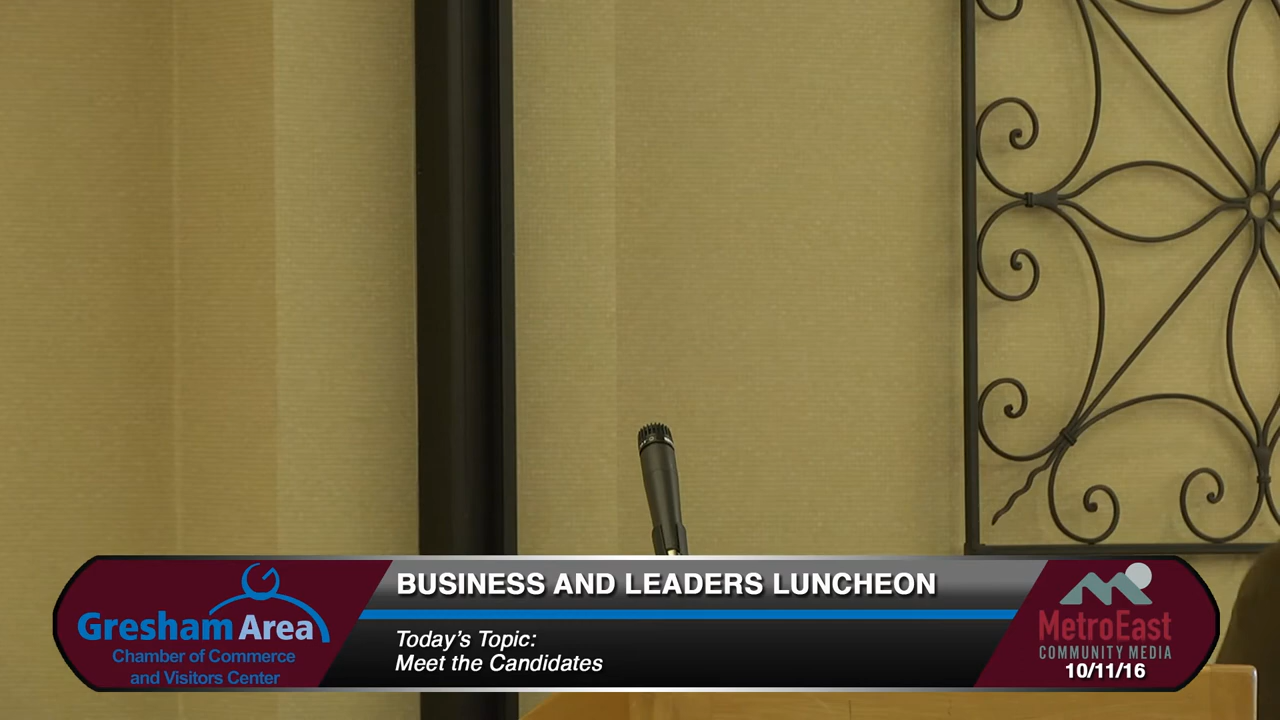 BUSINESS AND LEADERS LUNCHEON
Gresham Area
Chamber of Commerce
and Visitors Center
Today's Topic:
Meet the Candidates
MetroEast
COMMUNITY MEDIA
10/11/16